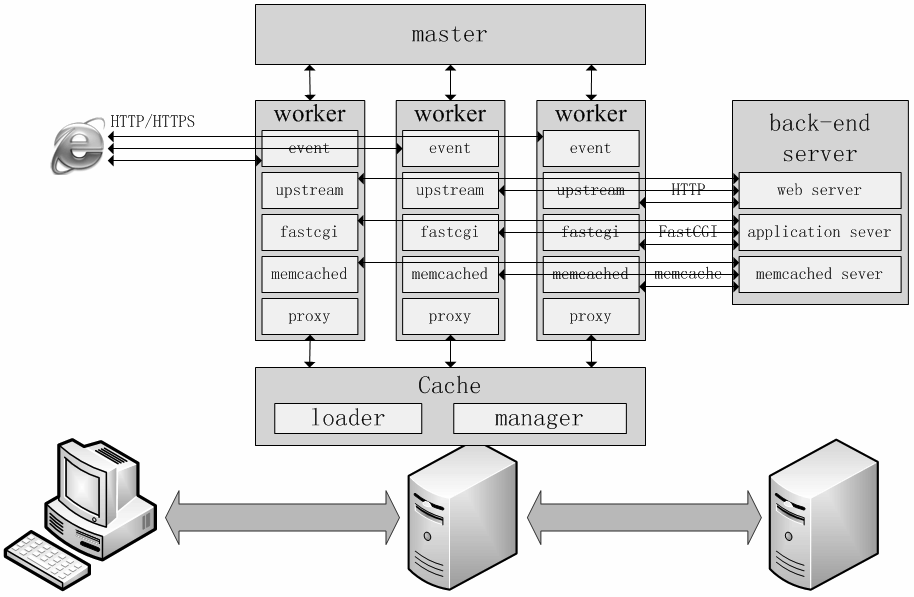 master
HTTP/HTTPS
worker
event
upstream
fastcgi
memcached
proxy
worker
event
upstream
fastcgi
memcached
proxy
worker
event
upstream
fastcgi
memcached
proxy
HTTP
FastCGI
memcache
back-end
server
web server
application sever
memcached sever
Cache
loader
manager